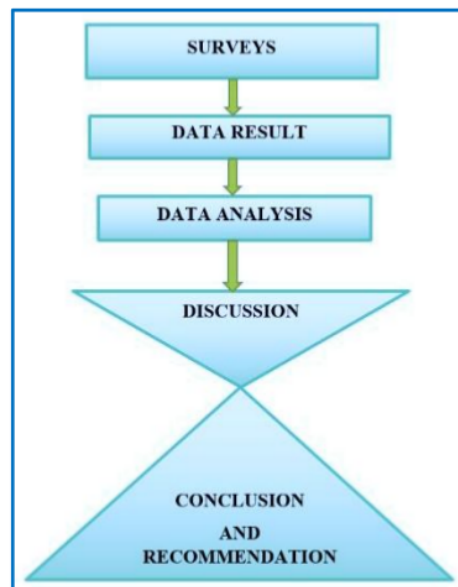 SURVEYS
DATA RESULT
DATA ANALYSIS
DISCUSSION
CONCLUSION
AND
RECOMMENDATION